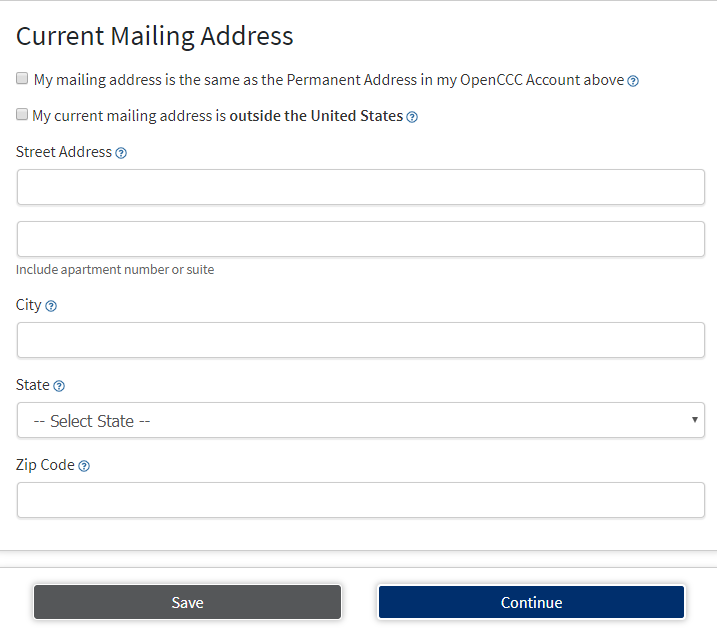 Current Mailing Address
My mailing address is the same as the Permanent Address in my OpenCCC Account above ?
My current mailing address is outside the United States ?
Street Address ?
Include apartment number or suite
City ?
State ?
-- Select State --
Zip Code ?
Save
Continue